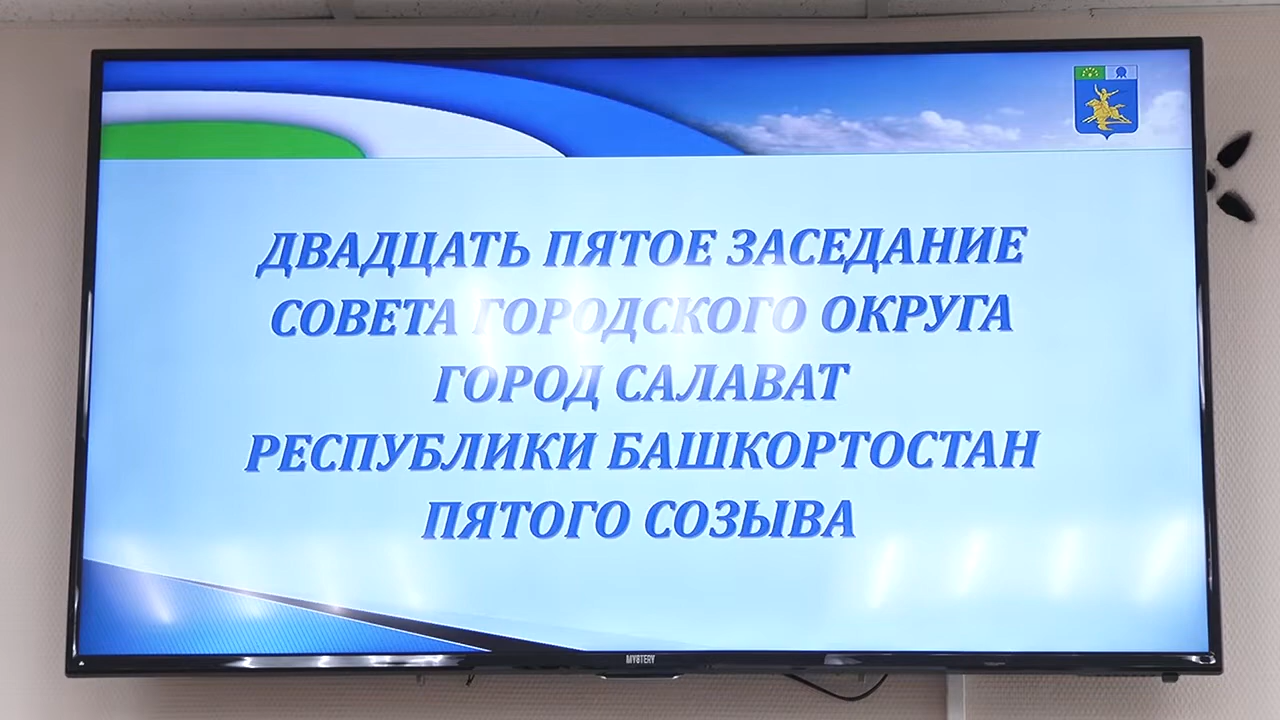 ДВАДЦАТЬ ПЯТОЕ ЗАСЕДАНИЕ
СОВЕТА ГОРОДСКОГО ОКРУГА
ГОРОД САЛАВАТ
РЕСПУБЛИКИ БАШКОРТОСТАН
ПЯТОГО СОЗЫВА
MYSTERY